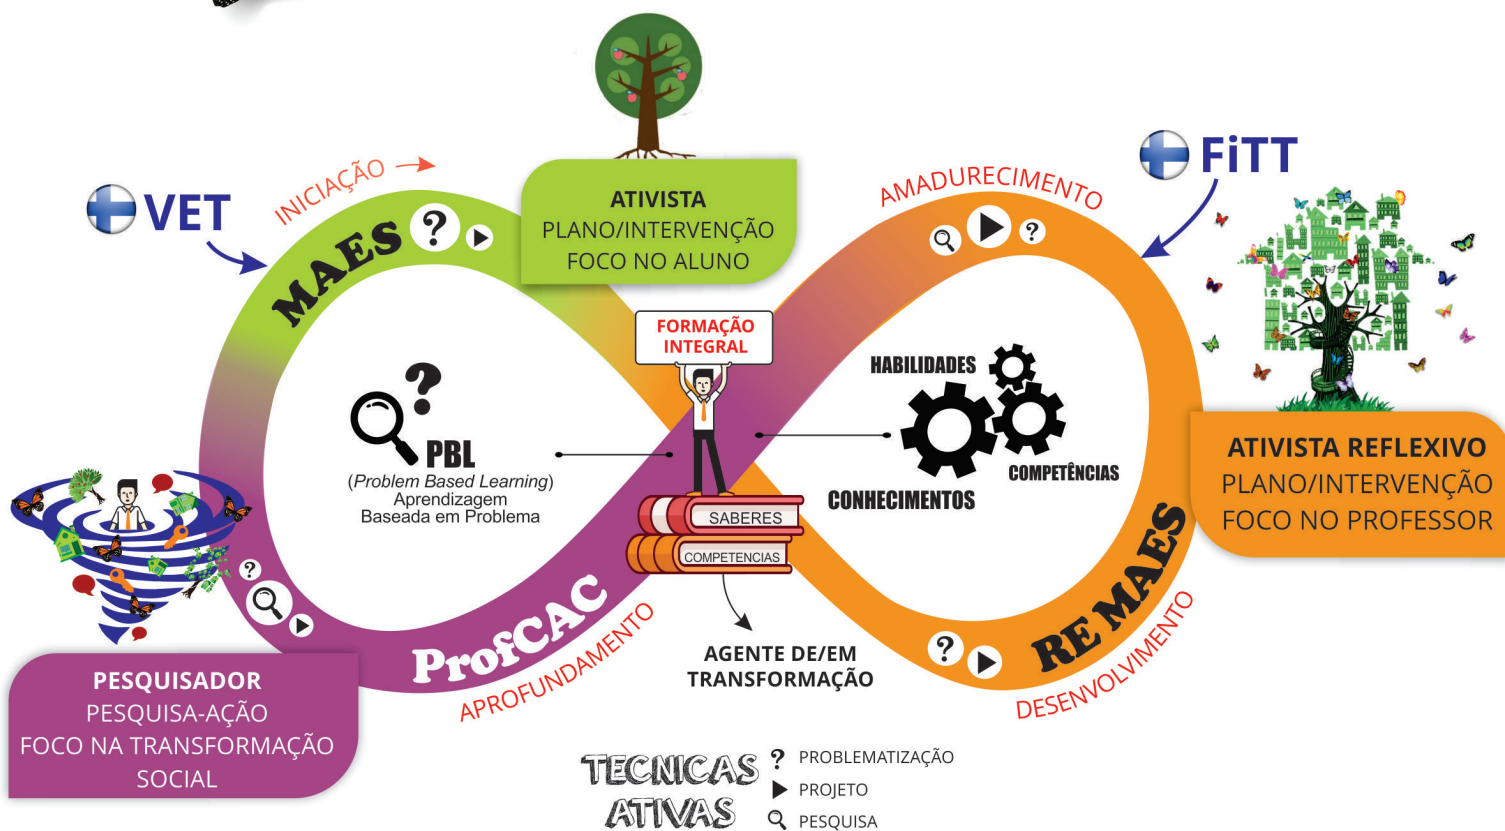 VET
INICIAÇÃO
MAES
?
ATIVISTA
PLANO/INTERVENÇÃO
FOCO NO ALUNO
AMADURECIMENTO
?
FiTT
FORMAÇÃO
INTEGRAL
?
PBL
(Problem Based Learning)
Aprendizagem
Baseada em Problema
HABILIDADES
COMPETÊNCIAS
CONHECIMENTOS
SABERES
COMPETENCIAS
ATIVISTA REFLEXIVO
PLANO/INTERVENÇÃO
FOCO NO PROFESSOR
?
ProfCAC
APROFUNDAMENTO
AGENTE DE/EM
TRANSFORMAÇÃO
?
RE MAES
DESENVOLVIMENTO
PESQUISADOR
PESQUISA-AÇÃO
FOCO NA TRANSFORMAÇÃO
SOCIAL
TECNICAS
ATIVAS
? PROBLEMATIZAÇÃO
PROJETO
PESQUISA